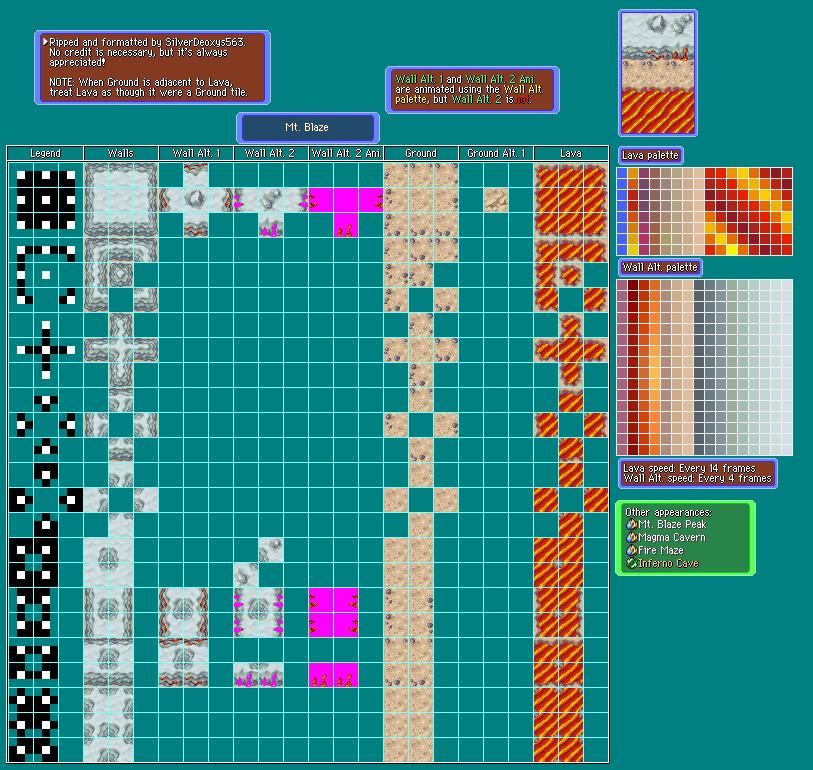 Ripped and formatted by SilverDeoxys563.
No credit is necessary, but it's always
appreciated!
NOTE: When Ground is adjacent to Lava,
treat Lava as though it were a Ground tile.
Wall Alt. 1 and Wall Alt. 2 Ani.
are animated using the Wall Alt.
palette, but Wall Alt. 2 is not.
Mt. Blaze
Legend
Walls
Wall Alt. 1
Wall Alt. 2
Wall Alt. 2 Ani.
Ground
Ground Alt. 1
Lava
Lava palette
Wall Alt. palette
Lava speed: Every 14 frames
Wall Alt. speed: Every 4 frames
Other appearances:
Mt. Blaze Peak
Magma Cavern
Fire Maze
Inferno Cave